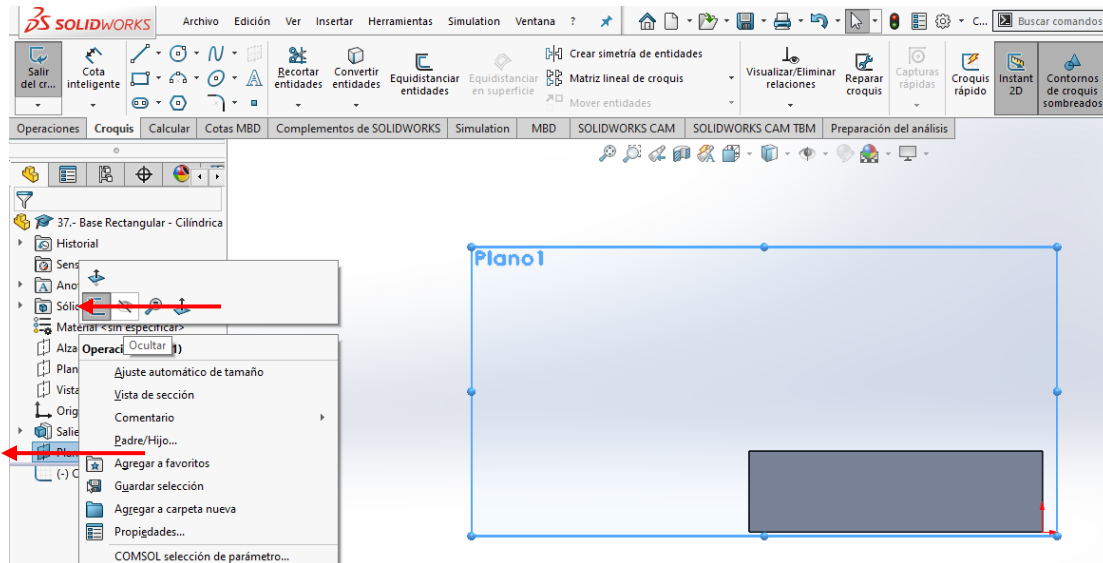 SOLIDWORKS Archivo Edición Ver Insertar Herramientas Simulation Ventana ? C... Buscar comandos
Salir del cr...
Cota inteligente
Recortar entidades
Convertir entidades
Equidistanciar entidades
Equidistanciar en superficie
Crear simetría de entidades
Matriz lineal de croquis
Mover entidades
Visualizar/Eliminar relaciones
Reparar croquis
Capturas rápidas
Croquis rápido
Instant 2D
Contornos de croquis sombreados
Operaciones Croquis Calcular Cotas MBD Complementos de SOLIDWORKS Simulation MBD SOLIDWORKS CAM SOLIDWORKS CAM TBM Preparación del análisis
37.- Base Rectangular - Cilíndrica
Historial
Sens
Ano
Sólic
Material <sin especificar>
Alza
Plan
Vista
Orig
Salie
(-) C
Ocultar
Operaci 1)
Ajuste automático de tamaño
Vista de sección
Comentario
Padre/Hijo...
Agregar a favoritos
Guardar selección
Agregar a carpeta nueva
Propiedades...
COMSOL selección de parámetro...
Plano1